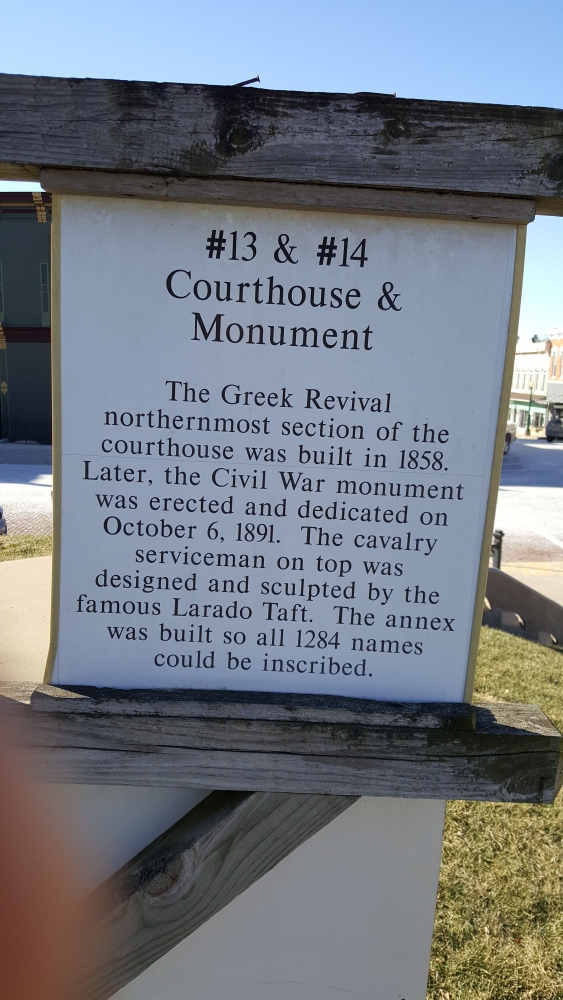 #13 & #14
Courthouse &
Monument
The Greek Revival
northernmost section of the
courthouse was built in 1858.
Later, the Civil War monument
was erected and dedicated on
October 6, 1891.  The cavalry
serviceman on top was
designed and sculpted by the
famous Larado Taft.  The annex
was built so all 1284 names
could be inscribed.